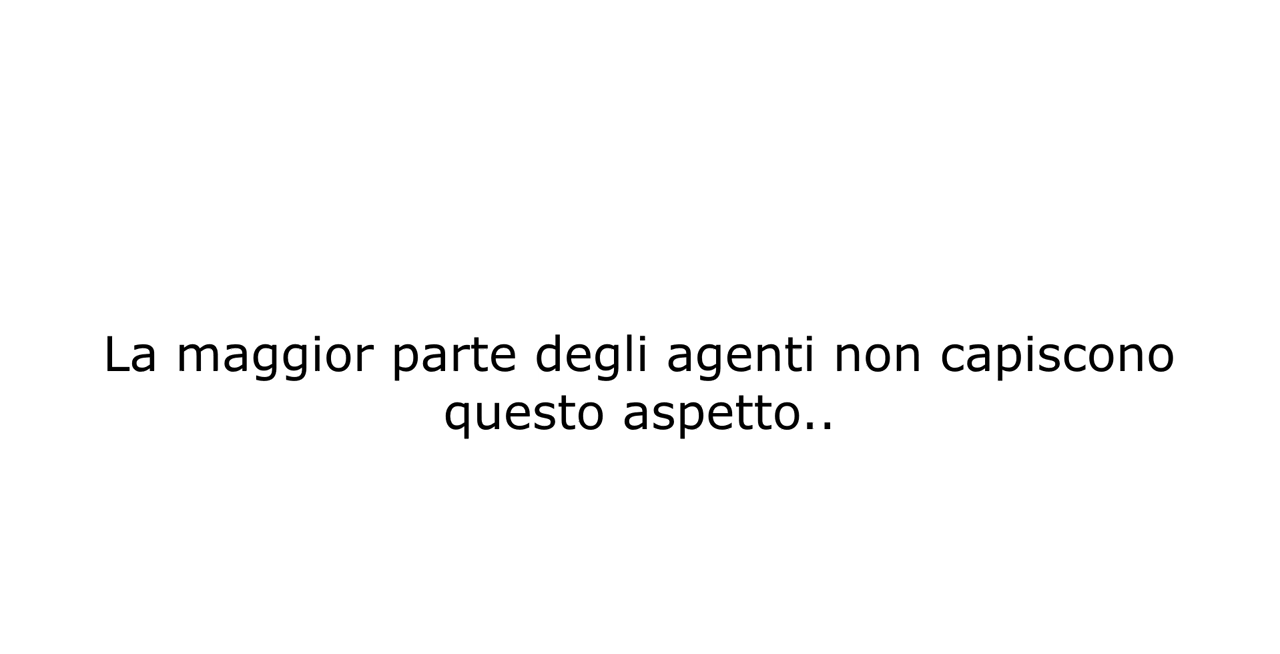 La maggior parte degli agenti non capiscono
questo aspetto..